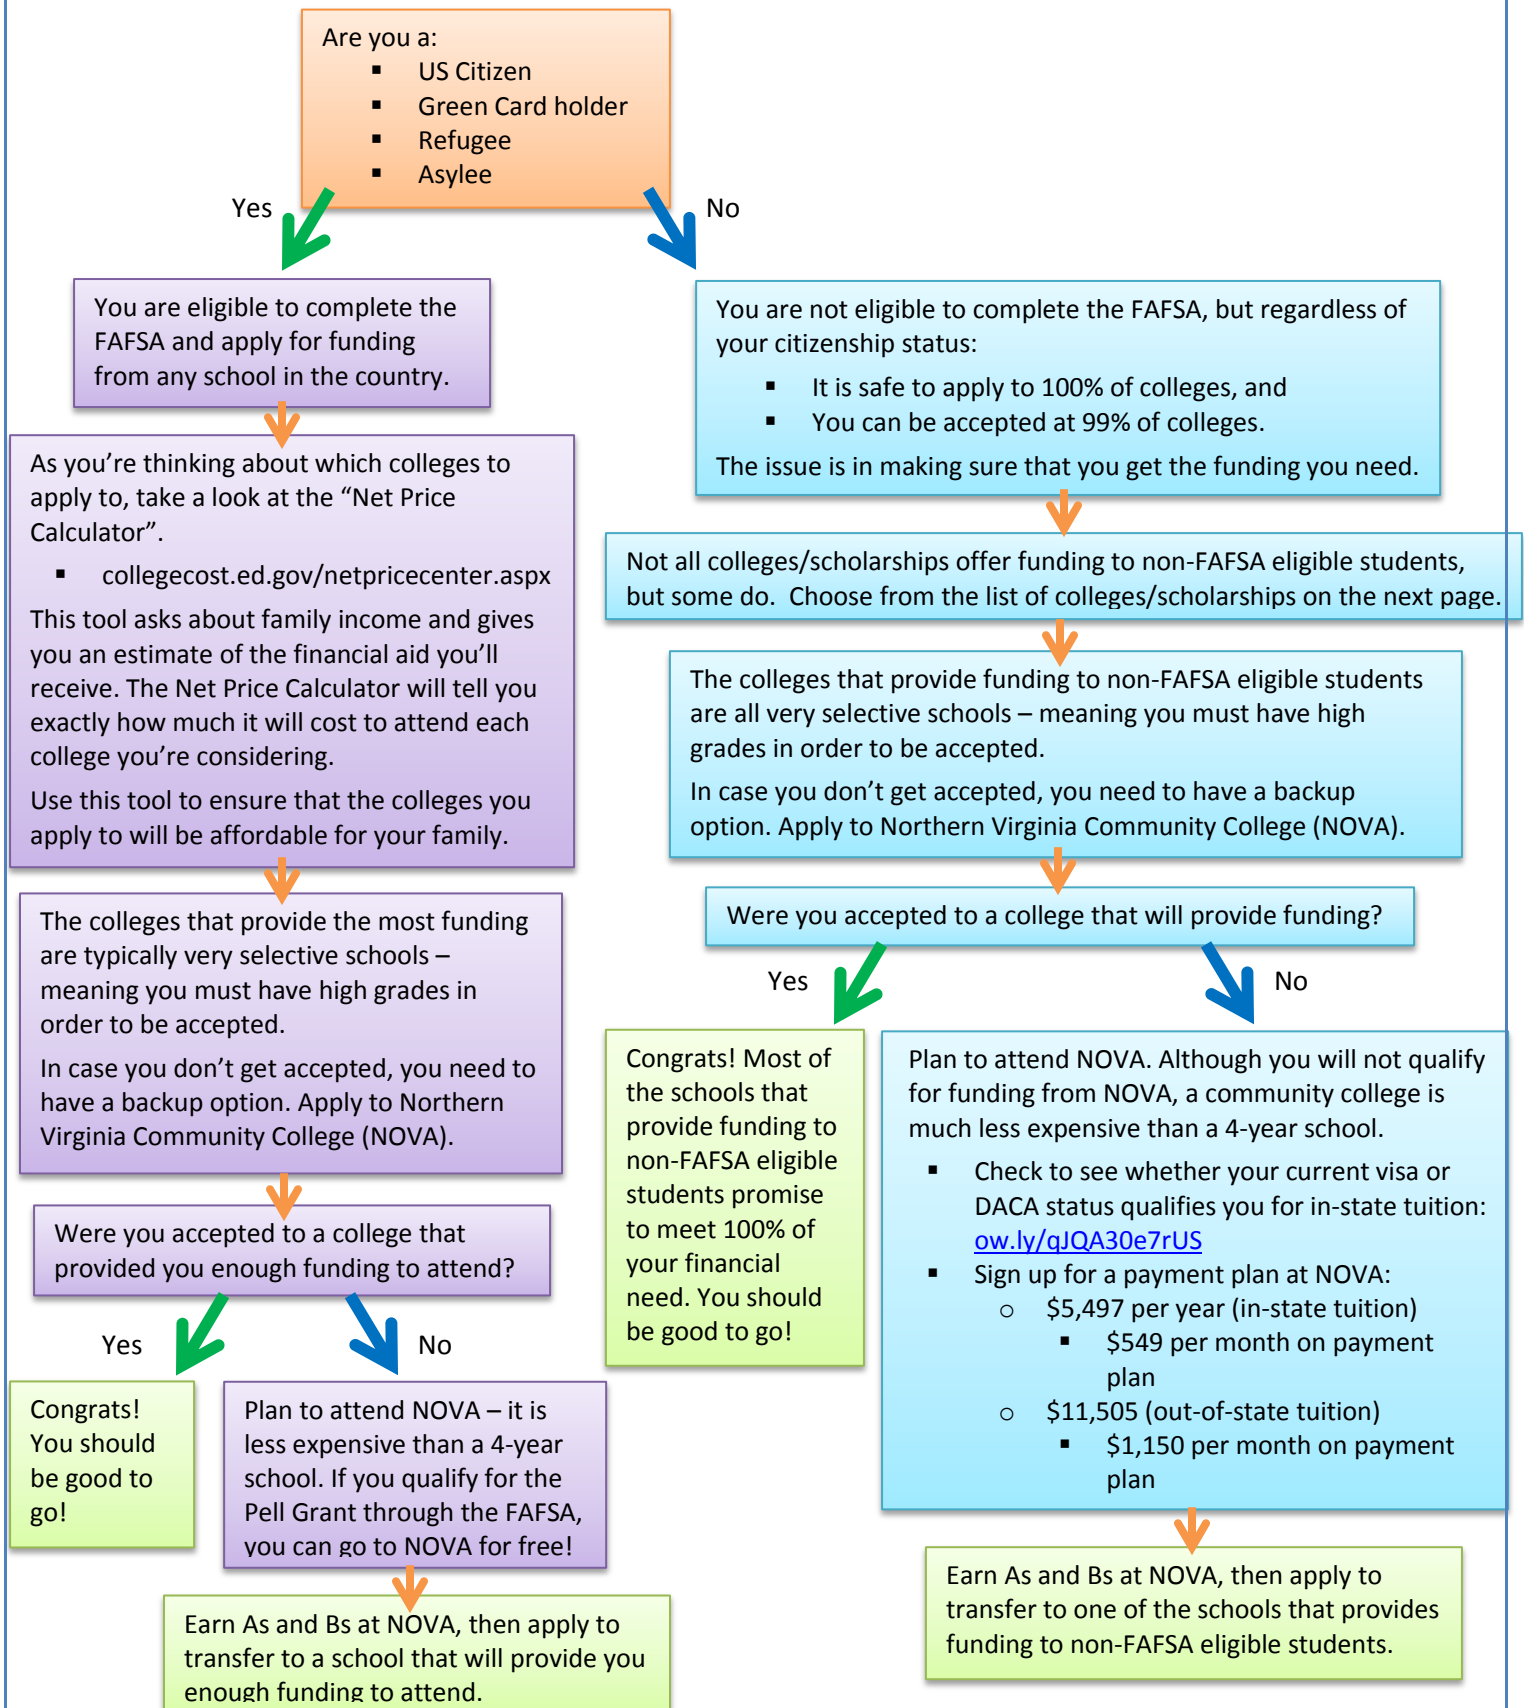 Are you a:
▪ US Citizen
▪ Green Card holder
▪ Refugee
▪ Asylee
Yes
No
You are eligible to complete the
FAFSA and apply for funding
from any school in the country.
As you’re thinking about which colleges to
apply to, take a look at the “Net Price
Calculator”.
▪ collegecost.ed.gov/netpricecenter.aspx
This tool asks about family income and gives
you an estimate of the financial aid you’ll
receive. The Net Price Calculator will tell you
exactly how much it will cost to attend each
college you’re considering.
Use this tool to ensure that the colleges you
apply to will be affordable for your family.
The colleges that provide the most funding
are typically very selective schools –
meaning you must have high grades in
order to be accepted.
In case you don’t get accepted, you need to
have a backup option. Apply to Northern
Virginia Community College (NOVA).
Were you accepted to a college that
provided you enough funding to attend?
Yes
No
Congrats!
You should
be good to
go!
Plan to attend NOVA – it is
less expensive than a 4-year
school. If you qualify for the
Pell Grant through the FAFSA,
you can go to NOVA for free!
Earn As and Bs at NOVA, then apply to
transfer to a school that will provide you
enough funding to attend.
You are not eligible to complete the FAFSA, but regardless of
your citizenship status:
▪ It is safe to apply to 100% of colleges, and
▪ You can be accepted at 99% of colleges.
The issue is in making sure that you get the funding you need.
Not all colleges/scholarships offer funding to non-FAFSA eligible students,
but some do.  Choose from the list of colleges/scholarships on the next page.
The colleges that provide funding to non-FAFSA eligible students
are all very selective schools – meaning you must have high
grades in order to be accepted.
In case you don’t get accepted, you need to have a backup
option. Apply to Northern Virginia Community College (NOVA).
Were you accepted to a college that will provide funding?
Yes
No
Congrats! Most of
the schools that
provide funding to
non-FAFSA eligible
students promise
to meet 100% of
your financial
need. You should
be good to go!
Plan to attend NOVA. Although you will not qualify
for funding from NOVA, a community college is
much less expensive than a 4-year school.
▪ Check to see whether your current visa or
DACA status qualifies you for in-state tuition:
ow.ly/qJQA30e7rUS
▪ Sign up for a payment plan at NOVA:
o $5,497 per year (in-state tuition)
▪ $549 per month on payment
plan
o $11,505 (out-of-state tuition)
▪ $1,150 per month on payment
plan
Earn As and Bs at NOVA, then apply to
transfer to one of the schools that provides
funding to non-FAFSA eligible students.